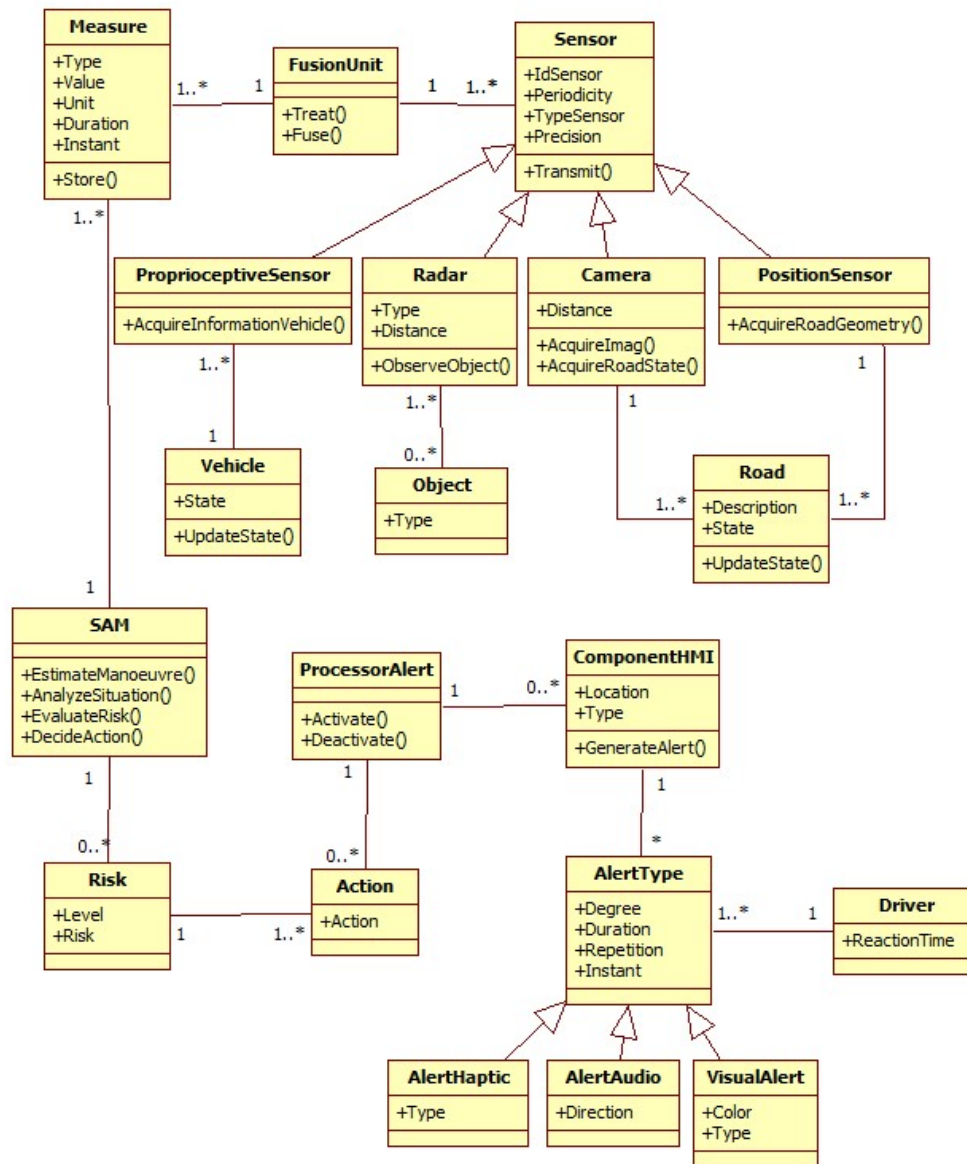 Measure
+Type
+Value
+Unit
+Duration
+Instant
+Store()
1..*
1
FusionUnit
+Treat()
+Fuse()
1
1..*
Sensor
+IdSensor
+Periodicity
+TypeSensor
+Precision
+Transmit()
1..*
ProprioceptiveSensor
+AcquireInformationVehicle()
Radar
+Type
+Distance
+ObserveObject()
Camera
+Distance
+AcquireImag()
+AcquireRoadState()
PositionSensor
+AcquireRoadGeometry()
1..*
1
Vehicle
+State
+UpdateState()
1..*
0..*
Object
+Type
1
1..*
1
1..*
Road
+Description
+State
+UpdateState()
1
SAM
+EstimateManoeuvre()
+AnalyzeSituation()
+EvaluateRisk()
+DecideAction()
ProcessorAlert
+Activate()
+Deactivate()
1
0..*
ComponentHMI
+Location
+Type
+GenerateAlert()
1
0..*
1
0..*
1
*
Risk
+Level
+Risk
1
1..*
Action
+Action
AlertType
+Degree
+Duration
+Repetition
+Instant
1..*
1
Driver
+ReactionTime
AlertHaptic
+Type
AlertAudio
+Direction
VisualAlert
+Color
+Type